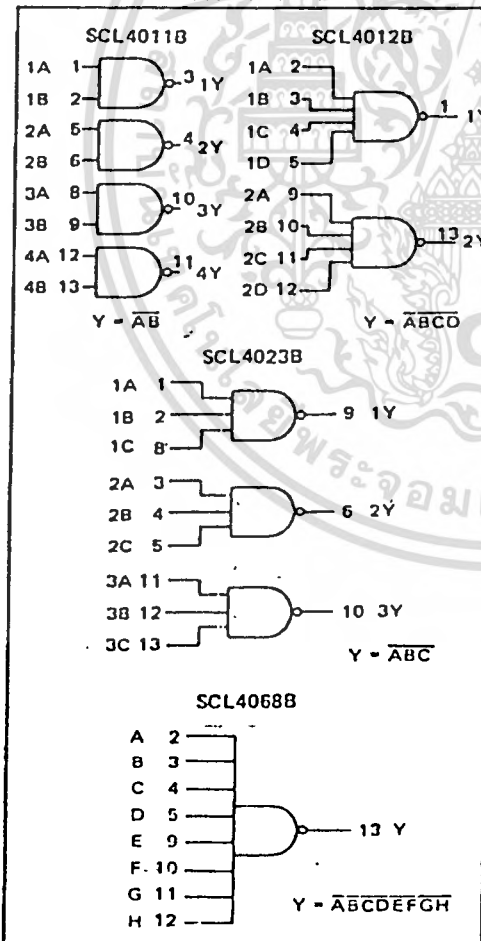 SCL4011B
1A 1
1B 2
3 1Y
2A 5
2B 6
4 2Y
3A 8
3B 9
10 3Y
4A 12
4B 13
11 4Y
Y = \overline{AB}
SCL4012B
1A 2
1B 3
1C 4
1D 5
1 1Y
2A 9
2B 10
2C 11
2D 12
13 2Y
Y = \overline{ABCD}
SCL4023B
1A 1
1B 2
1C 8
9 1Y
2A 3
2B 4
2C 5
6 2Y
3A 11
3B 12
3C 13
10 3Y
Y = \overline{ABC}
SCL4068B
A 2
B 3
C 4
D 5
E 9
F 10
G 11
H 12
13 Y
Y = \overline{ABCDEFGH}